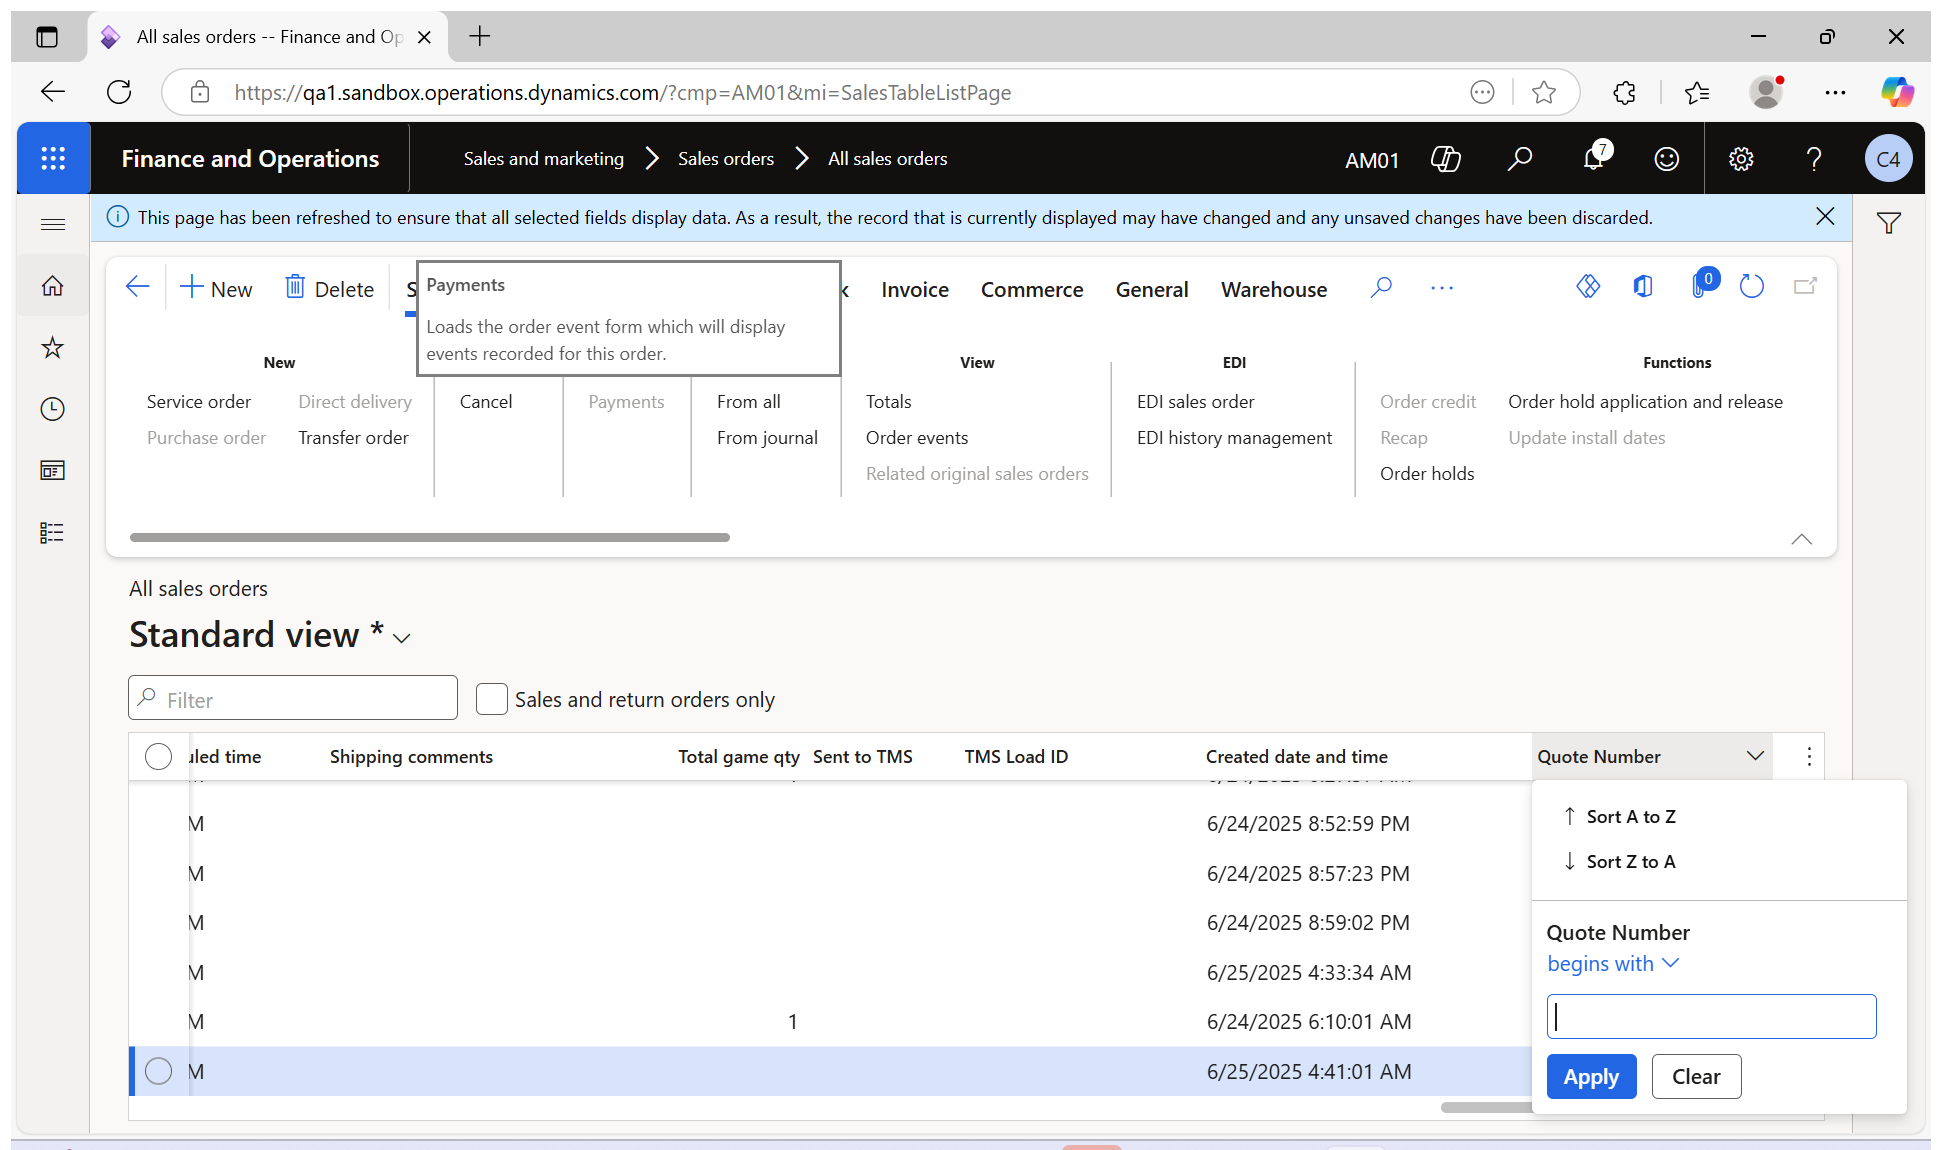 All sales orders -- Finance and Op
https://qa1.sandbox.operations.dynamics.com/?cmp=AM01&mi=SalesTableListPage
Finance and Operations
Sales and marketing > Sales orders > All sales orders
AM01
7
C4
This page has been refreshed to ensure that all selected fields display data. As a result, the record that is currently displayed may have changed and any unsaved changes have been discarded.
New
Delete
S
Payments
Loads the order event form which will display
events recorded for this order.
k
Invoice
Commerce
General
Warehouse
0
New
Service order
Direct delivery
Purchase order
Transfer order
Cancel
Payments
From all
From journal
View
Totals
Order events
Related original sales orders
EDI
EDI sales order
EDI history management
Functions
Order credit
Order hold application and release
Recap
Update install dates
Order holds
All sales orders
Standard view *
Filter
Sales and return orders only
uled time
Shipping comments
Total game qty
Sent to TMS
TMS Load ID
Created date and time
Quote Number
M 6/24/2025 8:52:59 PM
M 6/24/2025 8:57:23 PM
M 6/24/2025 8:59:02 PM
M 6/25/2025 4:33:34 AM
M 1 6/24/2025 6:10:01 AM
M 6/25/2025 4:41:01 AM
↑ Sort A to Z
↓ Sort Z to A
Quote Number
begins with
Apply
Clear